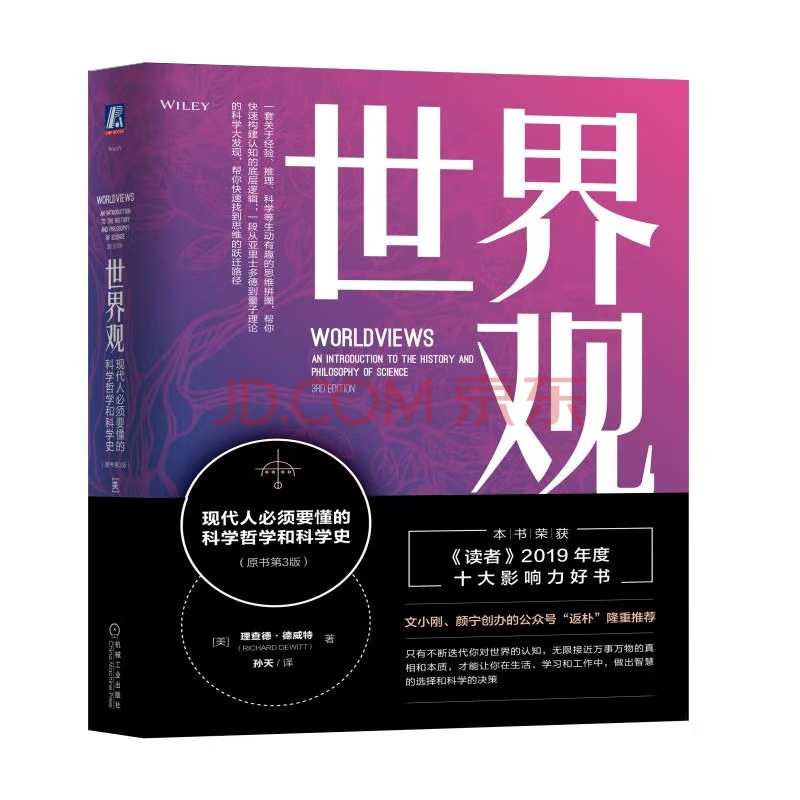 WILEY
世界
观
一套关于经验、推理、科学等生动有趣的思维拼图，帮你
快速构建认知的底层逻辑；一段从亚里士多德到量子理论
的科学大发现，帮你快速找到思维的跃迁路径
WORLDVIEWS
AN INTRODUCTION TO THE HISTORY AND
PHILOSOPHY OF SCIENCE
3RD EDITION
JD.COM 京东
现代人必须要懂的
科学哲学和科学史
（原书第3版）
[美] 理查德·德威特 著
(RICHARD DEWITT)
孙天 / 译
本书荣获
《读者》2019年度
十大影响力好书
文小刚、颜宁创办的公众号“返朴”隆重推荐
只有不断迭代你对世界的认知，无限接近万事万物的真
相和本质，才能让你在生活、学习和工作中，做出智慧
的选择和科学的决策
WILEY
WORLDVIEWS
AN INTRODUCTION
TO THE HISTORY
AND PHILOSOPHY
OF SCIENCE
世界观
现代人必须要懂的
科学哲学和科学史
（原书第3版）
[美]
机械工业出版社
China Machine Press